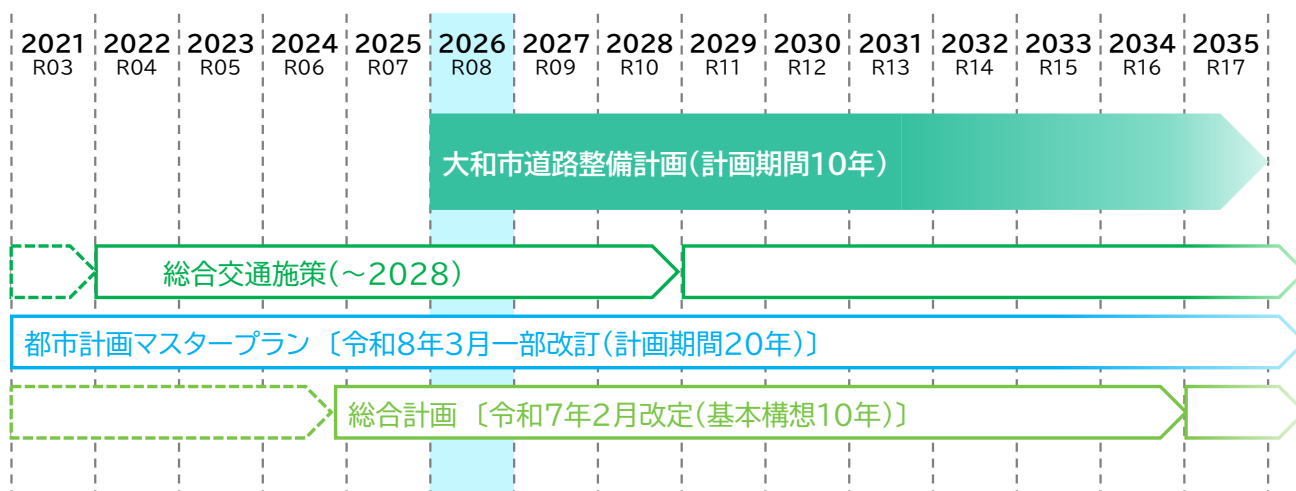 2021 2022 2023 2024 2025 2026 2027 2028 2029 2030 2031 2032 2033 2034 2035
R03 R04 R05 R06 R07 R08 R09 R10 R11 R12 R13 R14 R15 R16 R17
大和市道路整備計画(計画期間10年)
総合交通施策(～2028)
都市計画マスタープラン〔令和8年3月一部改訂(計画期間20年)〕
総合計画〔令和7年2月改定(基本構想10年)〕